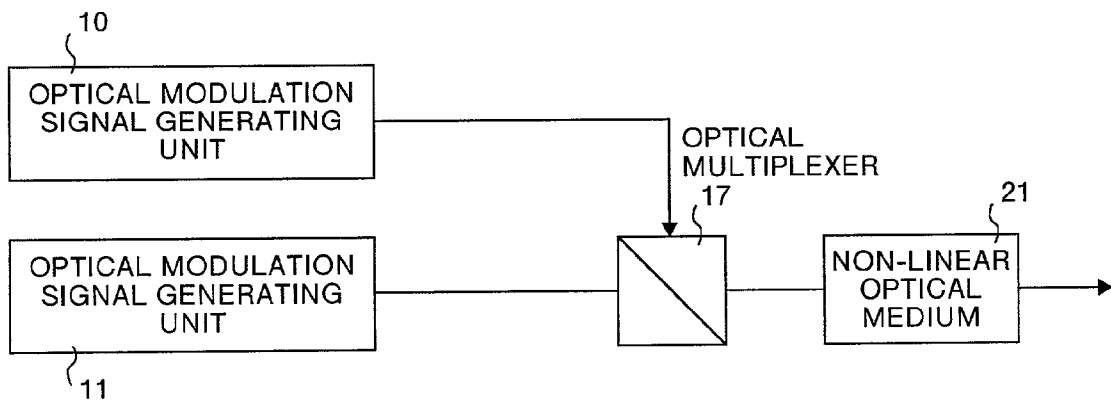 10
OPTICAL MODULATION
SIGNAL GENERATING
UNIT
OPTICAL
MULTIPLEXER
17
21
OPTICAL MODULATION
SIGNAL GENERATING
UNIT
NON-LINEAR
OPTICAL
MEDIUM
11